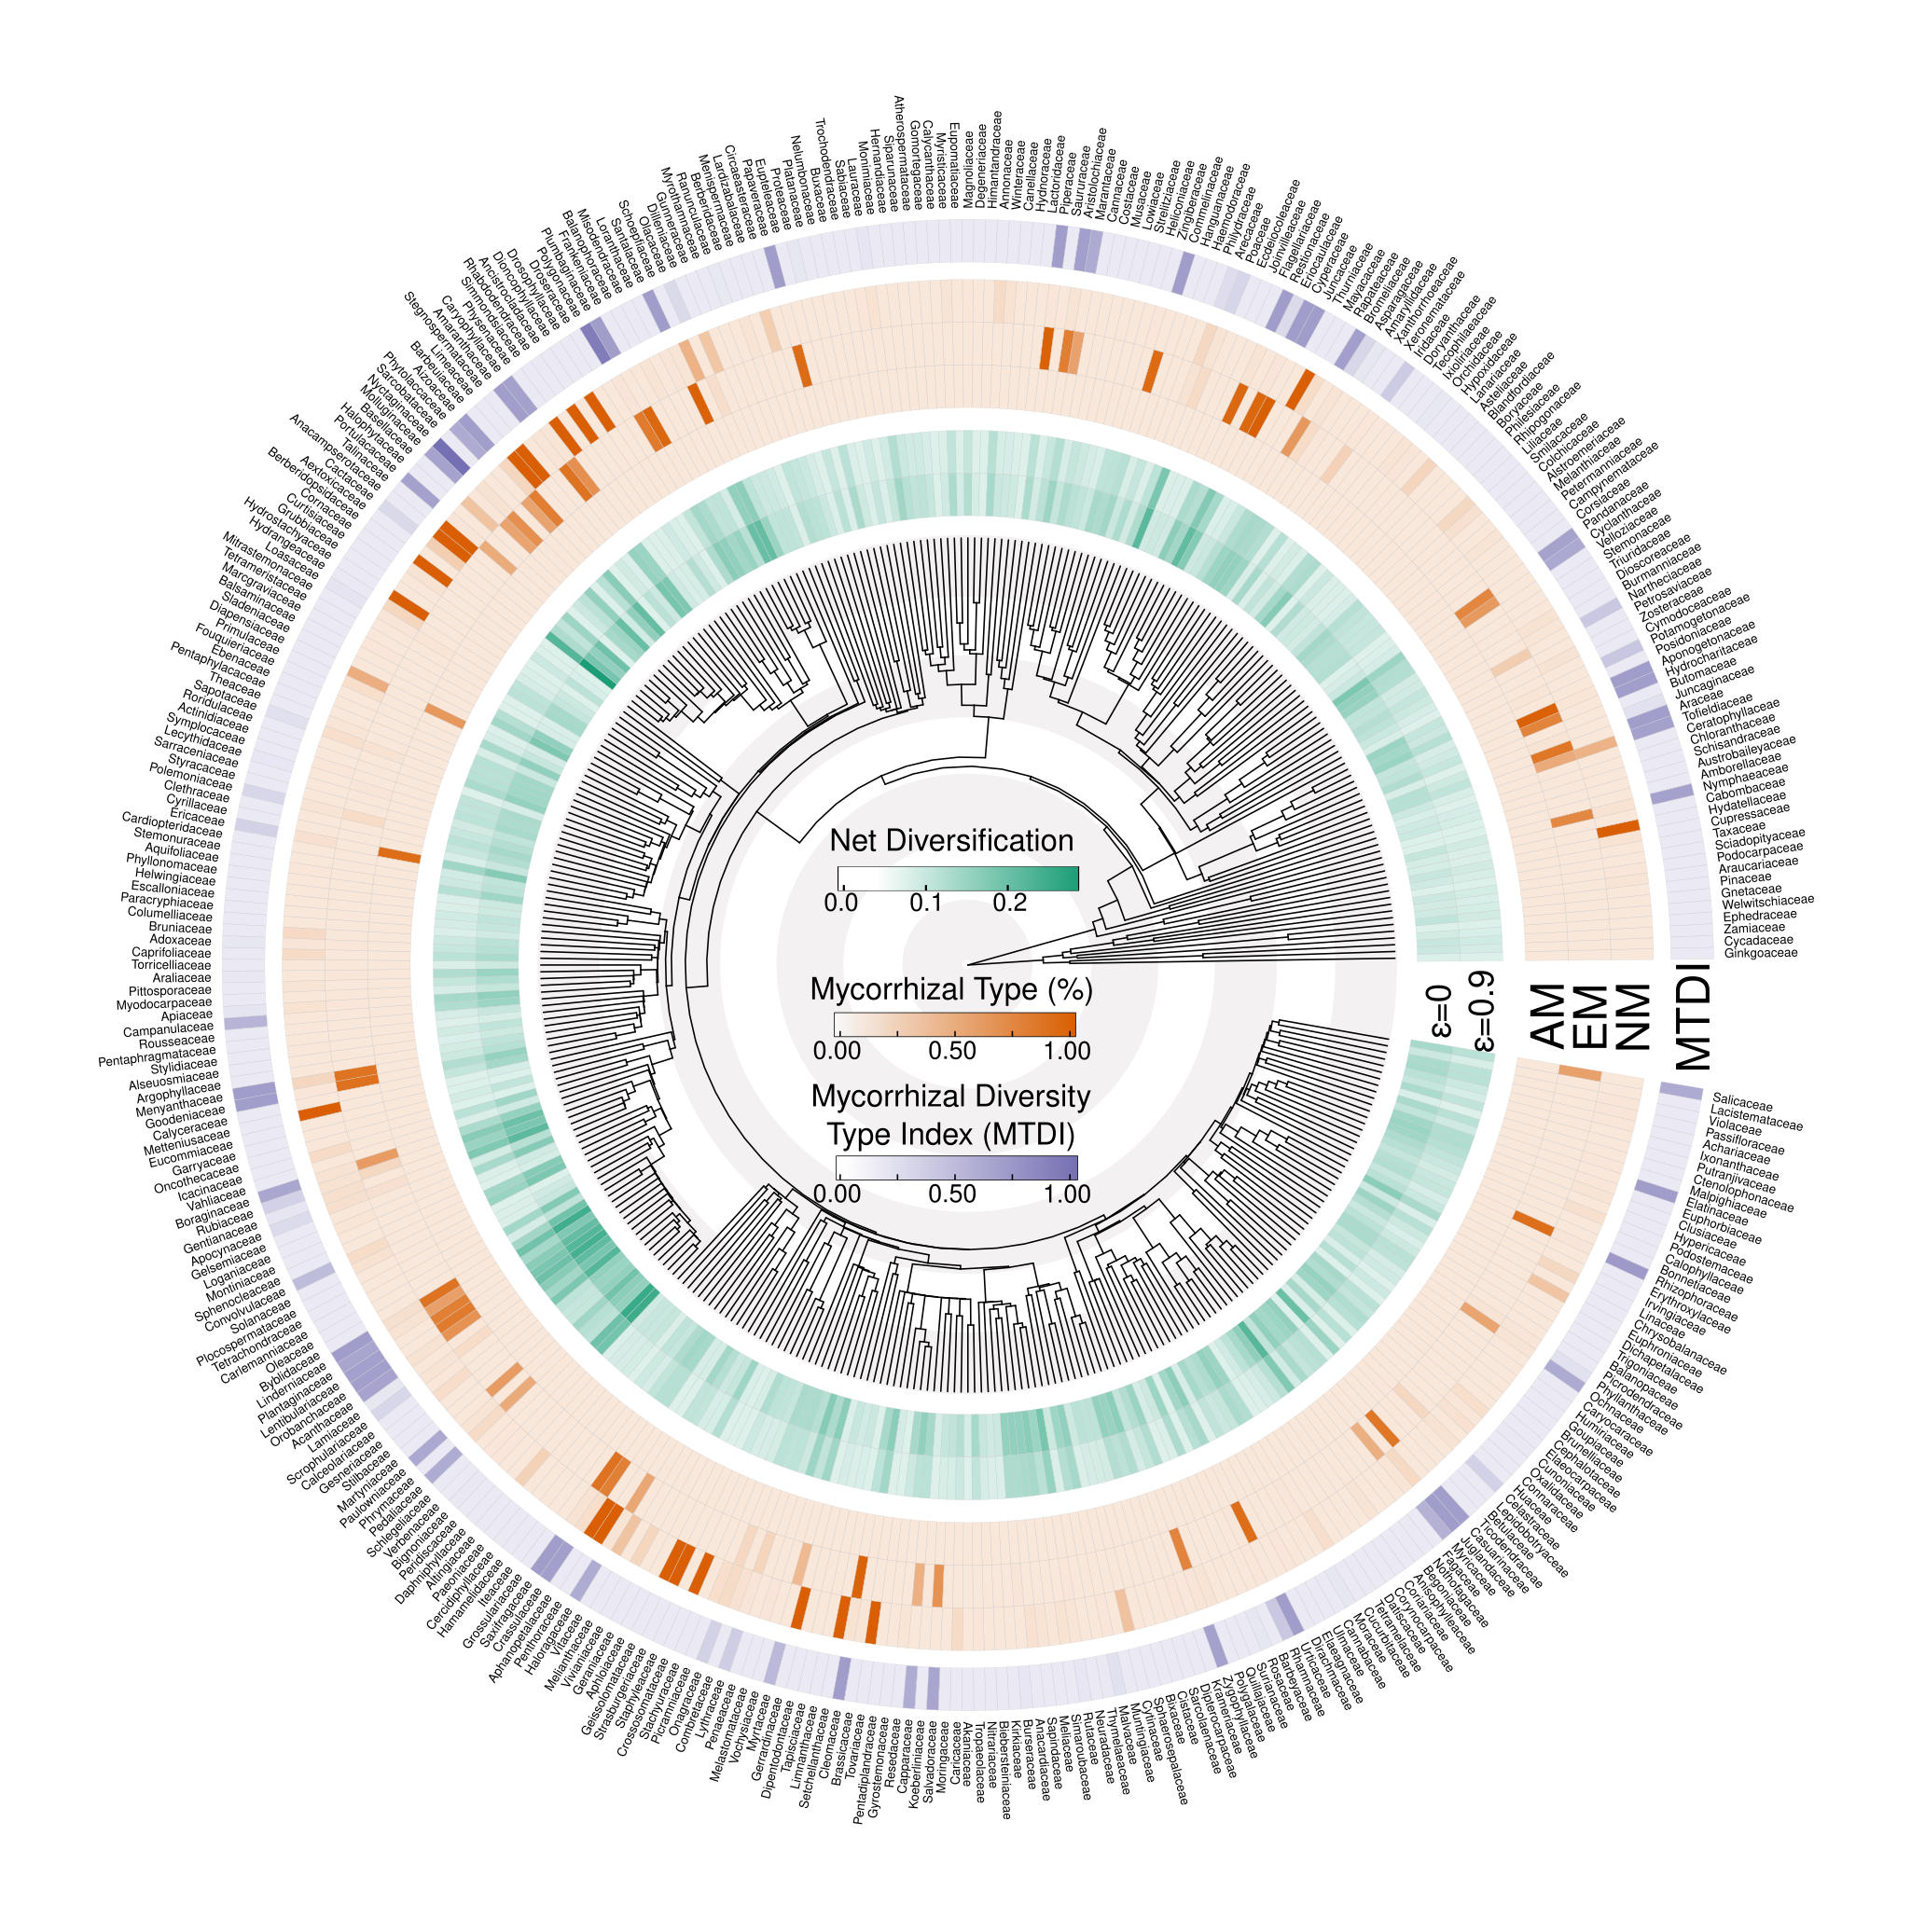 Net Diversification
0.0 0.1 0.2
Mycorrhizal Type (%)
0.00 0.50 1.00
Mycorrhizal Diversity
Type Index (MTDI)
0.00 0.50 1.00
ε=0
ε=0.9
AM
EM
NM
MTDI
Ginkgoaceae
Cycadaceae
Zamiaceae
Ephedraceae
Welwitschiaceae
Gnetaceae
Pinaceae
Araucariaceae
Podocarpaceae
Sciadopityaceae
Taxaceae
Cupressaceae
Hydatellaceae
Cabombaceae
Nymphaeaceae
Amborellaceae
Austrobaileyaceae
Schisandraceae
Chloranthaceae
Ceratophyllaceae
Tofieldiaceae
Araceae
Juncaginaceae
Butomaceae
Hydrocharitaceae
Aponogetonaceae
Posidoniaceae
Potamogetonaceae
Cymodoceaceae
Zosteraceae
Petrosaviaceae
Nartheciaceae
Burmanniaceae
Dioscoreaceae
Triuridaceae
Stemonaceae
Velloziaceae
Cyclanthaceae
Pandanaceae
Corsiaceae
Campynemataceae
Petermanniaceae
Melanthiaceae
Alstroemeriaceae
Colchicaceae
Smilacaceae
Liliaceae
Rhipogonaceae
Philesiaceae
Boryaceae
Blandfordiaceae
Asteliaceae
Lanariaceae
Hypoxidaceae
Orchidaceae
Ixioliriaceae
Tecophilaeaceae
Doryanthaceae
Iridaceae
Xeronemataceae
Xanthorrhoeaceae
Amaryllidaceae
Asparagaceae
Bromeliaceae
Rapateaceae
Mayacaceae
Thurniaceae
Juncaceae
Cyperaceae
Eriocaulaceae
Restionaceae
Flagellariaceae
Joinvilleaceae
Ecdeiocoleaceae
Poaceae
Arecaceae
Philydraceae
Haemodoraceae
Hanguanaceae
Commelinaceae
Zingiberaceae
Heliconiaceae
Strelitziaceae
Lowiaceae
Musaceae
Costaceae
Cannaceae
Marantaceae
Aristolochiaceae
Saururaceae
Piperaceae
Lactoridaceae
Hydnoraceae
Canellaceae
Winteraceae
Annonaceae
Himantandraceae
Degeneriaceae
Magnoliaceae
Eupomatiaceae
Myristicaceae
Calycanthaceae
Gomortegaceae
Atherospermataceae
Siparunaceae
Hernandiaceae
Monimiaceae
Lauraceae
Sabiaceae
Trochodendraceae
Buxaceae
Nelumbonaceae
Platanaceae
Proteaceae
Eupteleaceae
Papaveraceae
Circaeasteraceae
Lardizabalaceae
Menispermaceae
Berberidaceae
Ranunculaceae
Myrothamnaceae
Gunneraceae
Dilleniaceae
Olacaceae
Schoepfiaceae
Santalaceae
Loranthaceae
Misodendraceae
Balanophoraceae
Frankeniaceae
Plumbaginaceae
Polygonaceae
Droseraceae
Drosophyllaceae
Dioncophyllaceae
Ancistrocladaceae
Rhabdodendraceae
Simmondsiaceae
Physenaceae
Caryophyllaceae
Amaranthaceae
Stegnospermataceae
Limeaceae
Barbeuiaceae
Aizoaceae
Phytolaccaceae
Sarcobataceae
Nyctaginaceae
Molluginaceae
Basellaceae
Halophytaceae
Portulacaceae
Talinaceae
Anacampserotaceae
Cactaceae
Berberidopsidaceae
Aextoxicaceae
Cornaceae
Curtisiaceae
Grubbiaceae
Hydrostachyaceae
Hydrangeaceae
Loasaceae
Mitrastemonaceae
Tetrameristaceae
Marcgraviaceae
Balsaminaceae
Sladeniaceae
Diapensiaceae
Primulaceae
Fouquieriaceae
Ebenaceae
Pentaphylacaceae
Theaceae
Sapotaceae
Roridulaceae
Actinidiaceae
Symplocaceae
Lecythidaceae
Sarraceniaceae
Styracaceae
Polemoniaceae
Clethraceae
Cyrillaceae
Ericaceae
Cardiopteridaceae
Stemonuraceae
Aquifoliaceae
Phyllonomaceae
Helwingiaceae
Escalloniaceae
Paracryphiaceae
Columelliaceae
Bruniaceae
Adoxaceae
Caprifoliaceae
Torricelliaceae
Araliaceae
Pittosporaceae
Myodocarpaceae
Apiaceae
Campanulaceae
Rousseaceae
Pentaphragmataceae
Stylidiaceae
Alseuosmiaceae
Argophyllaceae
Menyanthaceae
Goodeniaceae
Calyceraceae
Metteniusaceae
Eucommiaceae
Garryaceae
Oncothecaceae
Icacinaceae
Vahliaceae
Boraginaceae
Rubiaceae
Gentianaceae
Apocynaceae
Gelsemiaceae
Loganiaceae
Montiniaceae
Sphenocleaceae
Convolvulaceae
Solanaceae
Plocospermataceae
Tetrachondraceae
Carlemanniaceae
Oleaceae
Byblidaceae
Linderniaceae
Plantaginaceae
Lentibulariaceae
Orobanchaceae
Acanthaceae
Lamiaceae
Scrophulariaceae
Calceolariaceae
Gesneriaceae
Stilbaceae
Martyniaceae
Paulowniaceae
Phrymaceae
Pedaliaceae
Schlegeliaceae
Verbenaceae
Bignoniaceae
Peridiscaceae
Daphniphyllaceae
Altingiaceae
Paeoniaceae
Cercidiphyllaceae
Hamamelidaceae
Iteaceae
Grossulariaceae
Saxifragaceae
Crassulaceae
Aphanopetalaceae
Penthoraceae
Haloragaceae
Vitaceae
Melianthaceae
Vivianiaceae
Geraniaceae
Aphloiaceae
Geissolomataceae
Strasburgeriaceae
Staphyleaceae
Crossosomataceae
Stachyuraceae
Picramniaceae
Onagraceae
Combretaceae
Lythraceae
Penaeaceae
Melastomataceae
Vochysiaceae
Myrtaceae
Gerrardinaceae
Dipentodontaceae
Tapisciaceae
Limnanthaceae
Setchellanthaceae
Cleomaceae
Brassicaceae
Tovariaceae
Pentadiplandraceae
Gyrostemonaceae
Resedaceae
Capparaceae
Koeberliniaceae
Salvadoraceae
Moringaceae
Caricaceae
Akaniaceae
Tropaeolaceae
Nitrariaceae
Biebersteiniaceae
Kirkiaceae
Burseraceae
Anacardiaceae
Sapindaceae
Meliaceae
Simaroubaceae
Rutaceae
Neuradaceae
Thymelaeaceae
Malvaceae
Muntingiaceae
Cytinaceae
Sphaerosepalaceae
Bixaceae
Cistaceae
Sarcolaenaceae
Dipterocarpaceae
Krameriaceae
Zygophyllaceae
Polygalaceae
Quillajaceae
Surianaceae
Rosaceae
Barbeyaceae
Rhamnaceae
Urticaceae
Dirachmaceae
Elaeagnaceae
Ulmaceae
Cannabaceae
Moraceae
Cucurbitaceae
Tetramelaceae
Datiscaceae
Corynocarpaceae
Coriariaceae
Anisophylleaceae
Begoniaceae
Nothofagaceae
Fagaceae
Myricaceae
Juglandaceae
Casuarinaceae
Ticodendraceae
Betulaceae
Lepidobotryaceae
Celastraceae
Huaceae
Connaraceae
Oxalidaceae
Cunoniaceae
Elaeocarpaceae
Cephalotaceae
Brunelliaceae
Goupiaceae
Humiriaceae
Caryocaraceae
Ochnaceae
Phyllanthaceae
Picrodendraceae
Balanopaceae
Trigoniaceae
Dichapetalaceae
Euphroniaceae
Chrysobalanaceae
Linaceae
Irvingiaceae
Erythroxylaceae
Rhizophoraceae
Bonnetiaceae
Calophyllaceae
Podostemaceae
Hypericaceae
Clusiaceae
Euphorbiaceae
Elatinaceae
Malpighiaceae
Ctenolophonaceae
Putranjivaceae
Ixonanthaceae
Achariaceae
Passifloraceae
Violaceae
Lacistemataceae
Salicaceae